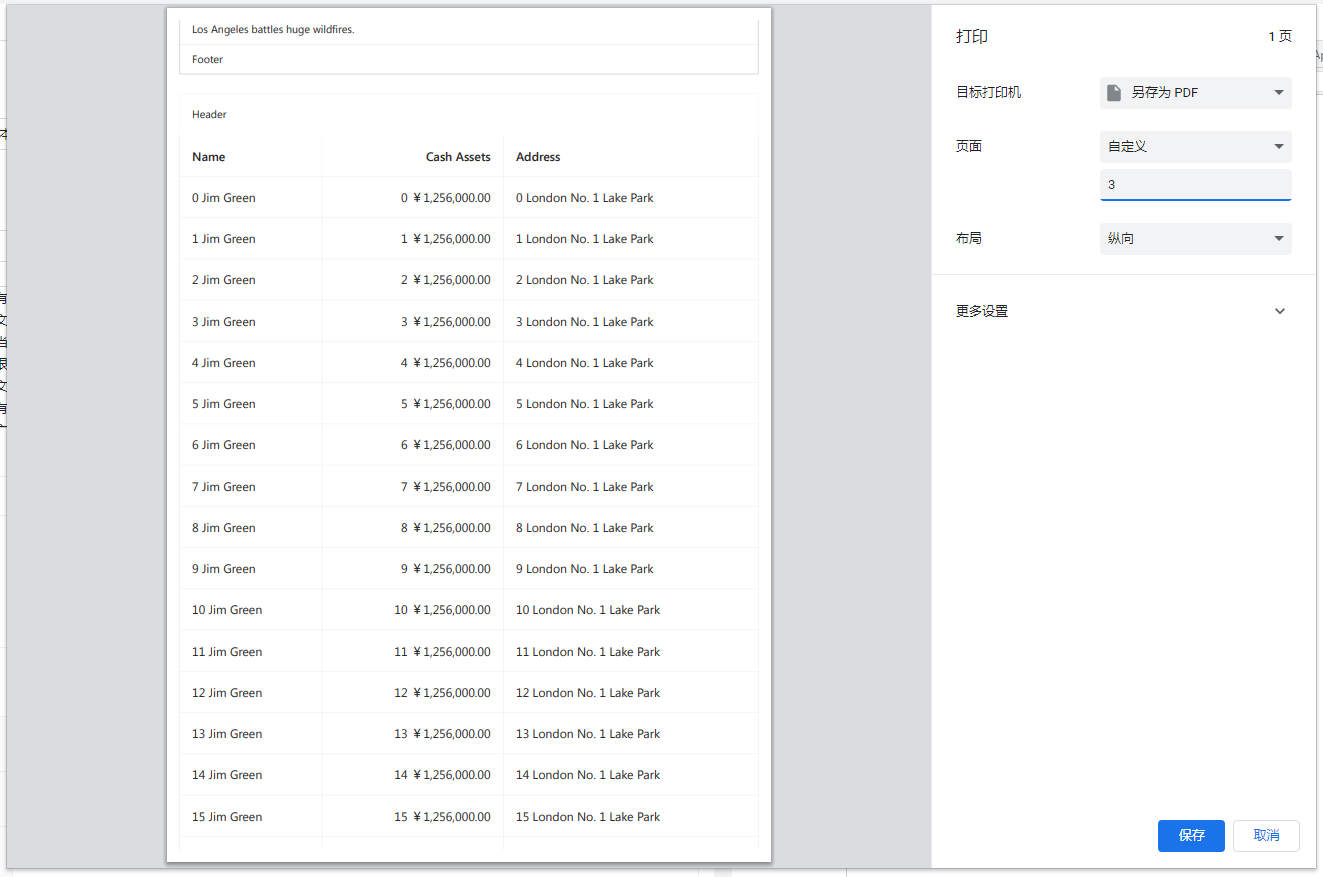 Los Angeles battles huge wildfires.
Footer
Header
Name Cash Assets Address
0 Jim Green 0 ¥ 1,256,000.00 0 London No. 1 Lake Park
1 Jim Green 1 ¥ 1,256,000.00 1 London No. 1 Lake Park
2 Jim Green 2 ¥ 1,256,000.00 2 London No. 1 Lake Park
3 Jim Green 3 ¥ 1,256,000.00 3 London No. 1 Lake Park
4 Jim Green 4 ¥ 1,256,000.00 4 London No. 1 Lake Park
5 Jim Green 5 ¥ 1,256,000.00 5 London No. 1 Lake Park
6 Jim Green 6 ¥ 1,256,000.00 6 London No. 1 Lake Park
7 Jim Green 7 ¥ 1,256,000.00 7 London No. 1 Lake Park
8 Jim Green 8 ¥ 1,256,000.00 8 London No. 1 Lake Park
9 Jim Green 9 ¥ 1,256,000.00 9 London No. 1 Lake Park
10 Jim Green 10 ¥ 1,256,000.00 10 London No. 1 Lake Park
11 Jim Green 11 ¥ 1,256,000.00 11 London No. 1 Lake Park
12 Jim Green 12 ¥ 1,256,000.00 12 London No. 1 Lake Park
13 Jim Green 13 ¥ 1,256,000.00 13 London No. 1 Lake Park
14 Jim Green 14 ¥ 1,256,000.00 14 London No. 1 Lake Park
15 Jim Green 15 ¥ 1,256,000.00 15 London No. 1 Lake Park
打印 1 页
目标打印机 另存为 PDF
页面 自定义
3
布局 纵向
更多设置
保存 取消